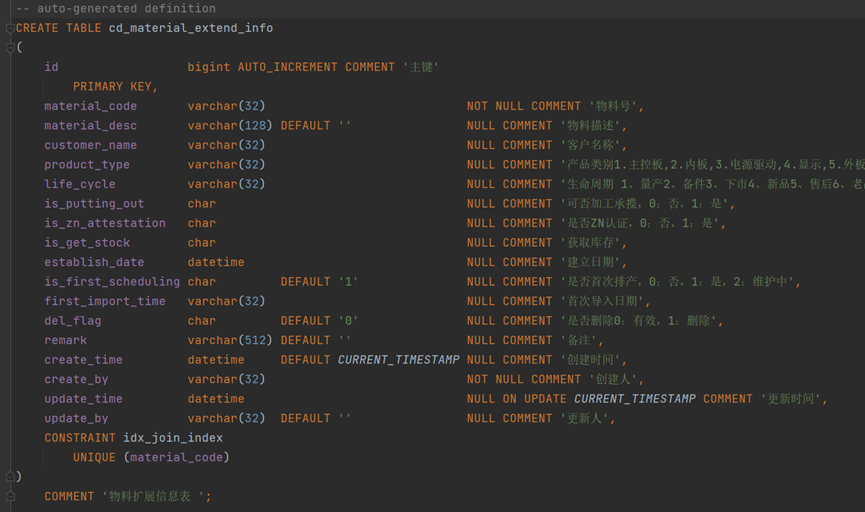 -- auto-generated definition
CREATE TABLE cd_material_extend_info
(
id bigint AUTO_INCREMENT COMMENT '主键'
PRIMARY KEY,
material_code varchar(32) NOT NULL COMMENT '物料号',
material_desc varchar(128) DEFAULT '' NULL COMMENT '物料描述',
customer_name varchar(32) NULL COMMENT '客户名称',
product_type varchar(32) NULL COMMENT '产品类别1.主控板,2.内板,3.电源驱动,4.显示,5.外板
life_cycle varchar(32) NULL COMMENT '生命周期 1、量产2、备件3、下市4、新品5、售后6、老
is_putting_out char NULL COMMENT '可否加工承揽，0：否，1：是',
is_zn_attestation char NULL COMMENT '是否ZN认证，0：否，1：是',
is_get_stock char NULL COMMENT '获取库存',
establish_date datetime NULL COMMENT '建立日期',
is_first_scheduling char DEFAULT '1' NULL COMMENT '是否首次排产，0：否，1：是，2：维护中',
first_import_time varchar(32) NULL COMMENT '首次导入日期',
del_flag char DEFAULT '0' NULL COMMENT '是否删除0：有效，1：删除',
remark varchar(512) DEFAULT '' NULL COMMENT '备注',
create_time datetime DEFAULT CURRENT_TIMESTAMP NULL COMMENT '创建时间',
create_by varchar(32) NOT NULL COMMENT '创建人',
update_time datetime NULL ON UPDATE CURRENT_TIMESTAMP COMMENT '更新时间',
update_by varchar(32) DEFAULT '' NULL COMMENT '更新人',
CONSTRAINT idx_join_index
UNIQUE (material_code)
)
COMMENT '物料扩展信息表 ';